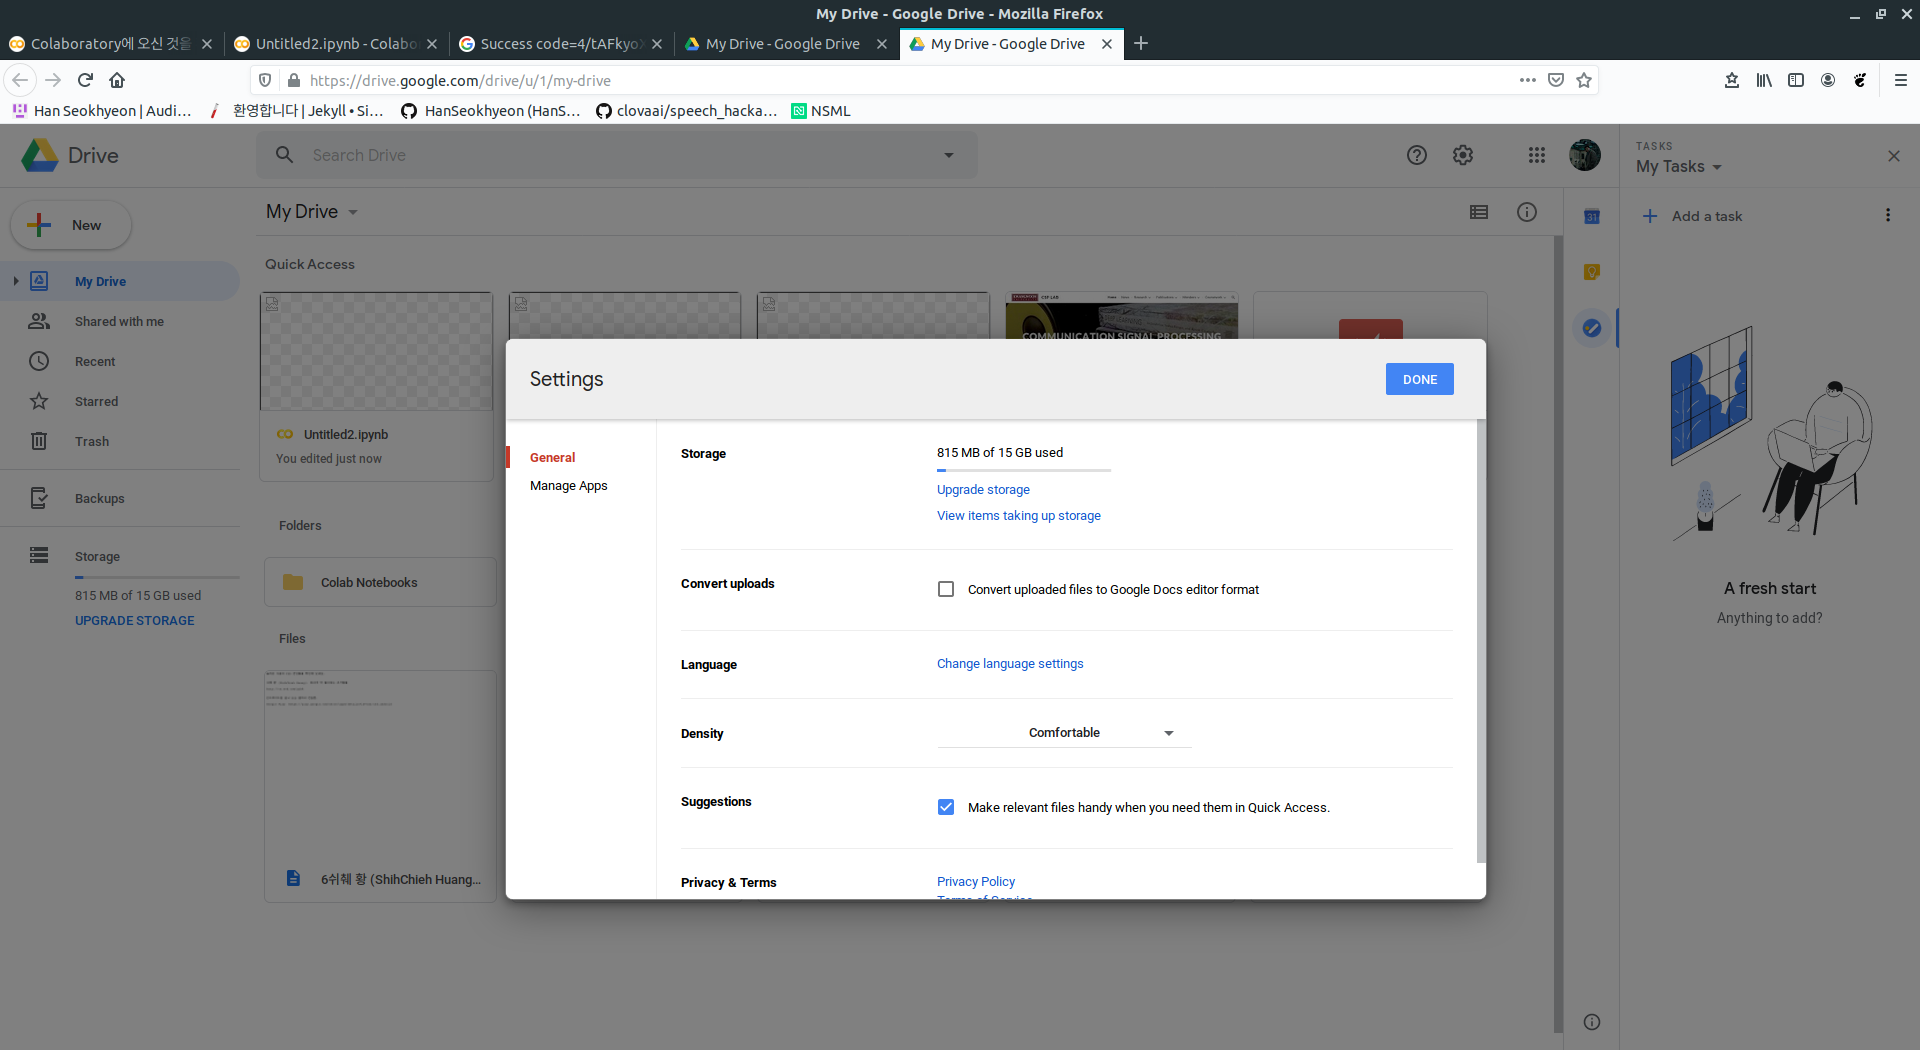 My Drive - Google Drive - Mozilla Firefox
Colaboratory에 오신 것을
Untitled2.ipynb - Colabo
Success code=4/tAFkyo
My Drive - Google Drive
My Drive - Google Drive
https://drive.google.com/drive/u/1/my-drive
Han Seokhyeon | Audi...
환영합니다 | Jekyll • Si...
HanSeokhyeon (HanS...
clovaai/speech_hacka...
NSML
Drive
Search Drive
TASKS
My Tasks
New
My Drive
Add a task
My Drive
Shared with me
Recent
Starred
Trash
Backups
Storage
815 MB of 15 GB used
UPGRADE STORAGE
Quick Access
COMMUNICATION SIGNAL PROCESSING
Untitled2.ipynb
You edited just now
Folders
Colab Notebooks
Files
6쉬췌 황 (ShihChieh Huang...
Settings
DONE
General
Manage Apps
Storage
815 MB of 15 GB used
Upgrade storage
View items taking up storage
Convert uploads
Convert uploaded files to Google Docs editor format
Language
Change language settings
Density
Comfortable
Suggestions
Make relevant files handy when you need them in Quick Access.
Privacy & Terms
Privacy Policy
Terms of Service
31
A fresh start
Anything to add?